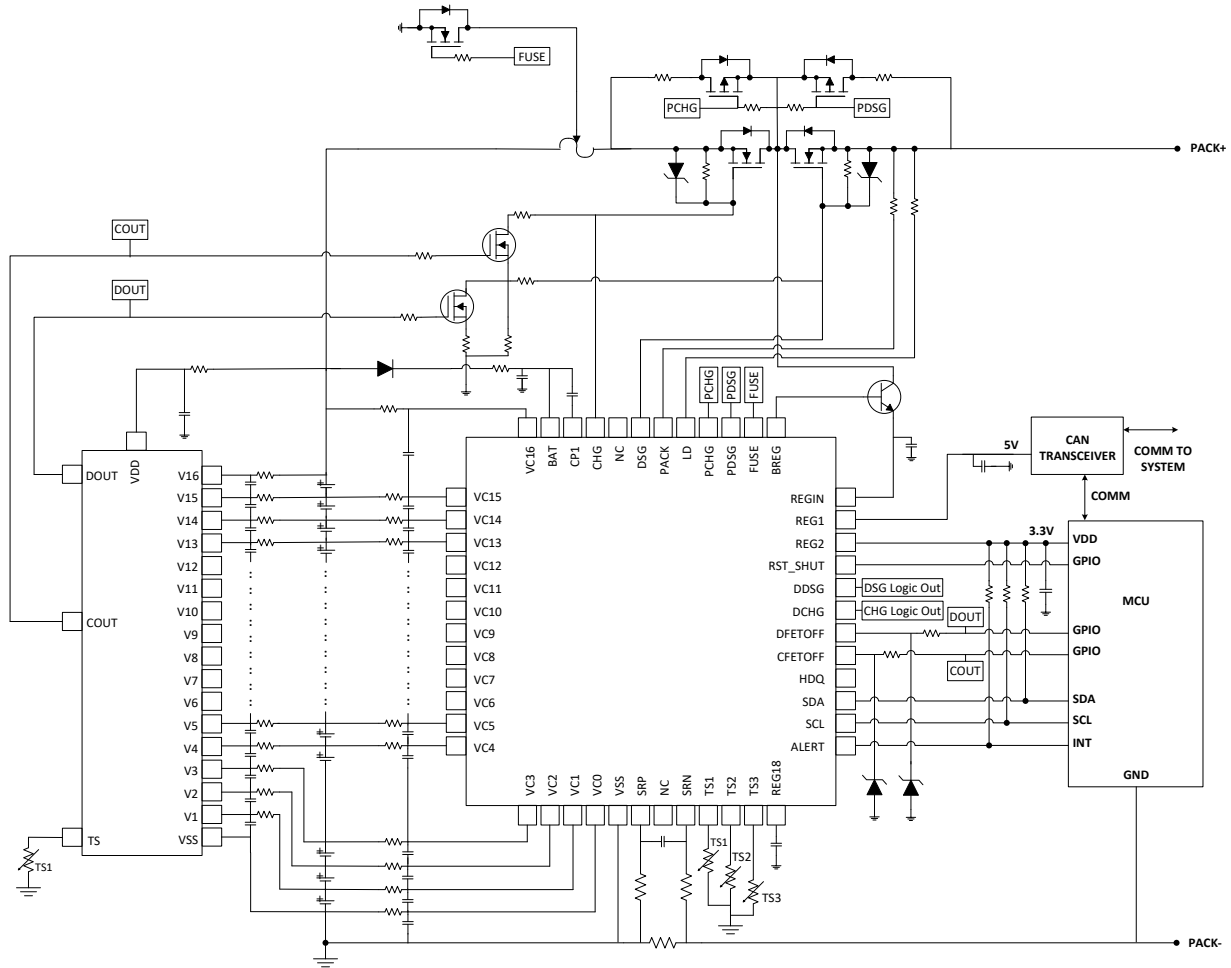 FUSE
PCHG
PDSG
PACK+
COUT
DOUT
PCHG
PDSG
FUSE
VC16
BAT
CP1
CHG
NC
DSG
PACK
LD
PCHG
PDSG
FUSE
BREG
5V
CAN
TRANSCEIVER
COMM TO
SYSTEM
COMM
VDD
DOUT
COUT
TS
V16
V15
V14
V13
V12
V11
V10
V9
V8
V7
V6
V5
V4
V3
V2
V1
VSS
TS1
VC15
VC14
VC13
VC12
VC11
VC10
VC9
VC8
VC7
VC6
VC5
VC4
REGIN
REG1
REG2
RST_SHUT
DDSG
DCHG
DFETOFF
CFETOFF
HDQ
SDA
SCL
ALERT
DSG Logic Out
CHG Logic Out
DOUT
COUT
3.3V
VDD
GPIO
MCU
GPIO
GPIO
SDA
SCL
INT
GND
VC3
VC2
VC1
VC0
VSS
SRP
NC
SRN
TS1
TS2
TS3
REG18
TS1
TS2
TS3
PACK-